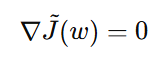 ∇J̃(w) = 0